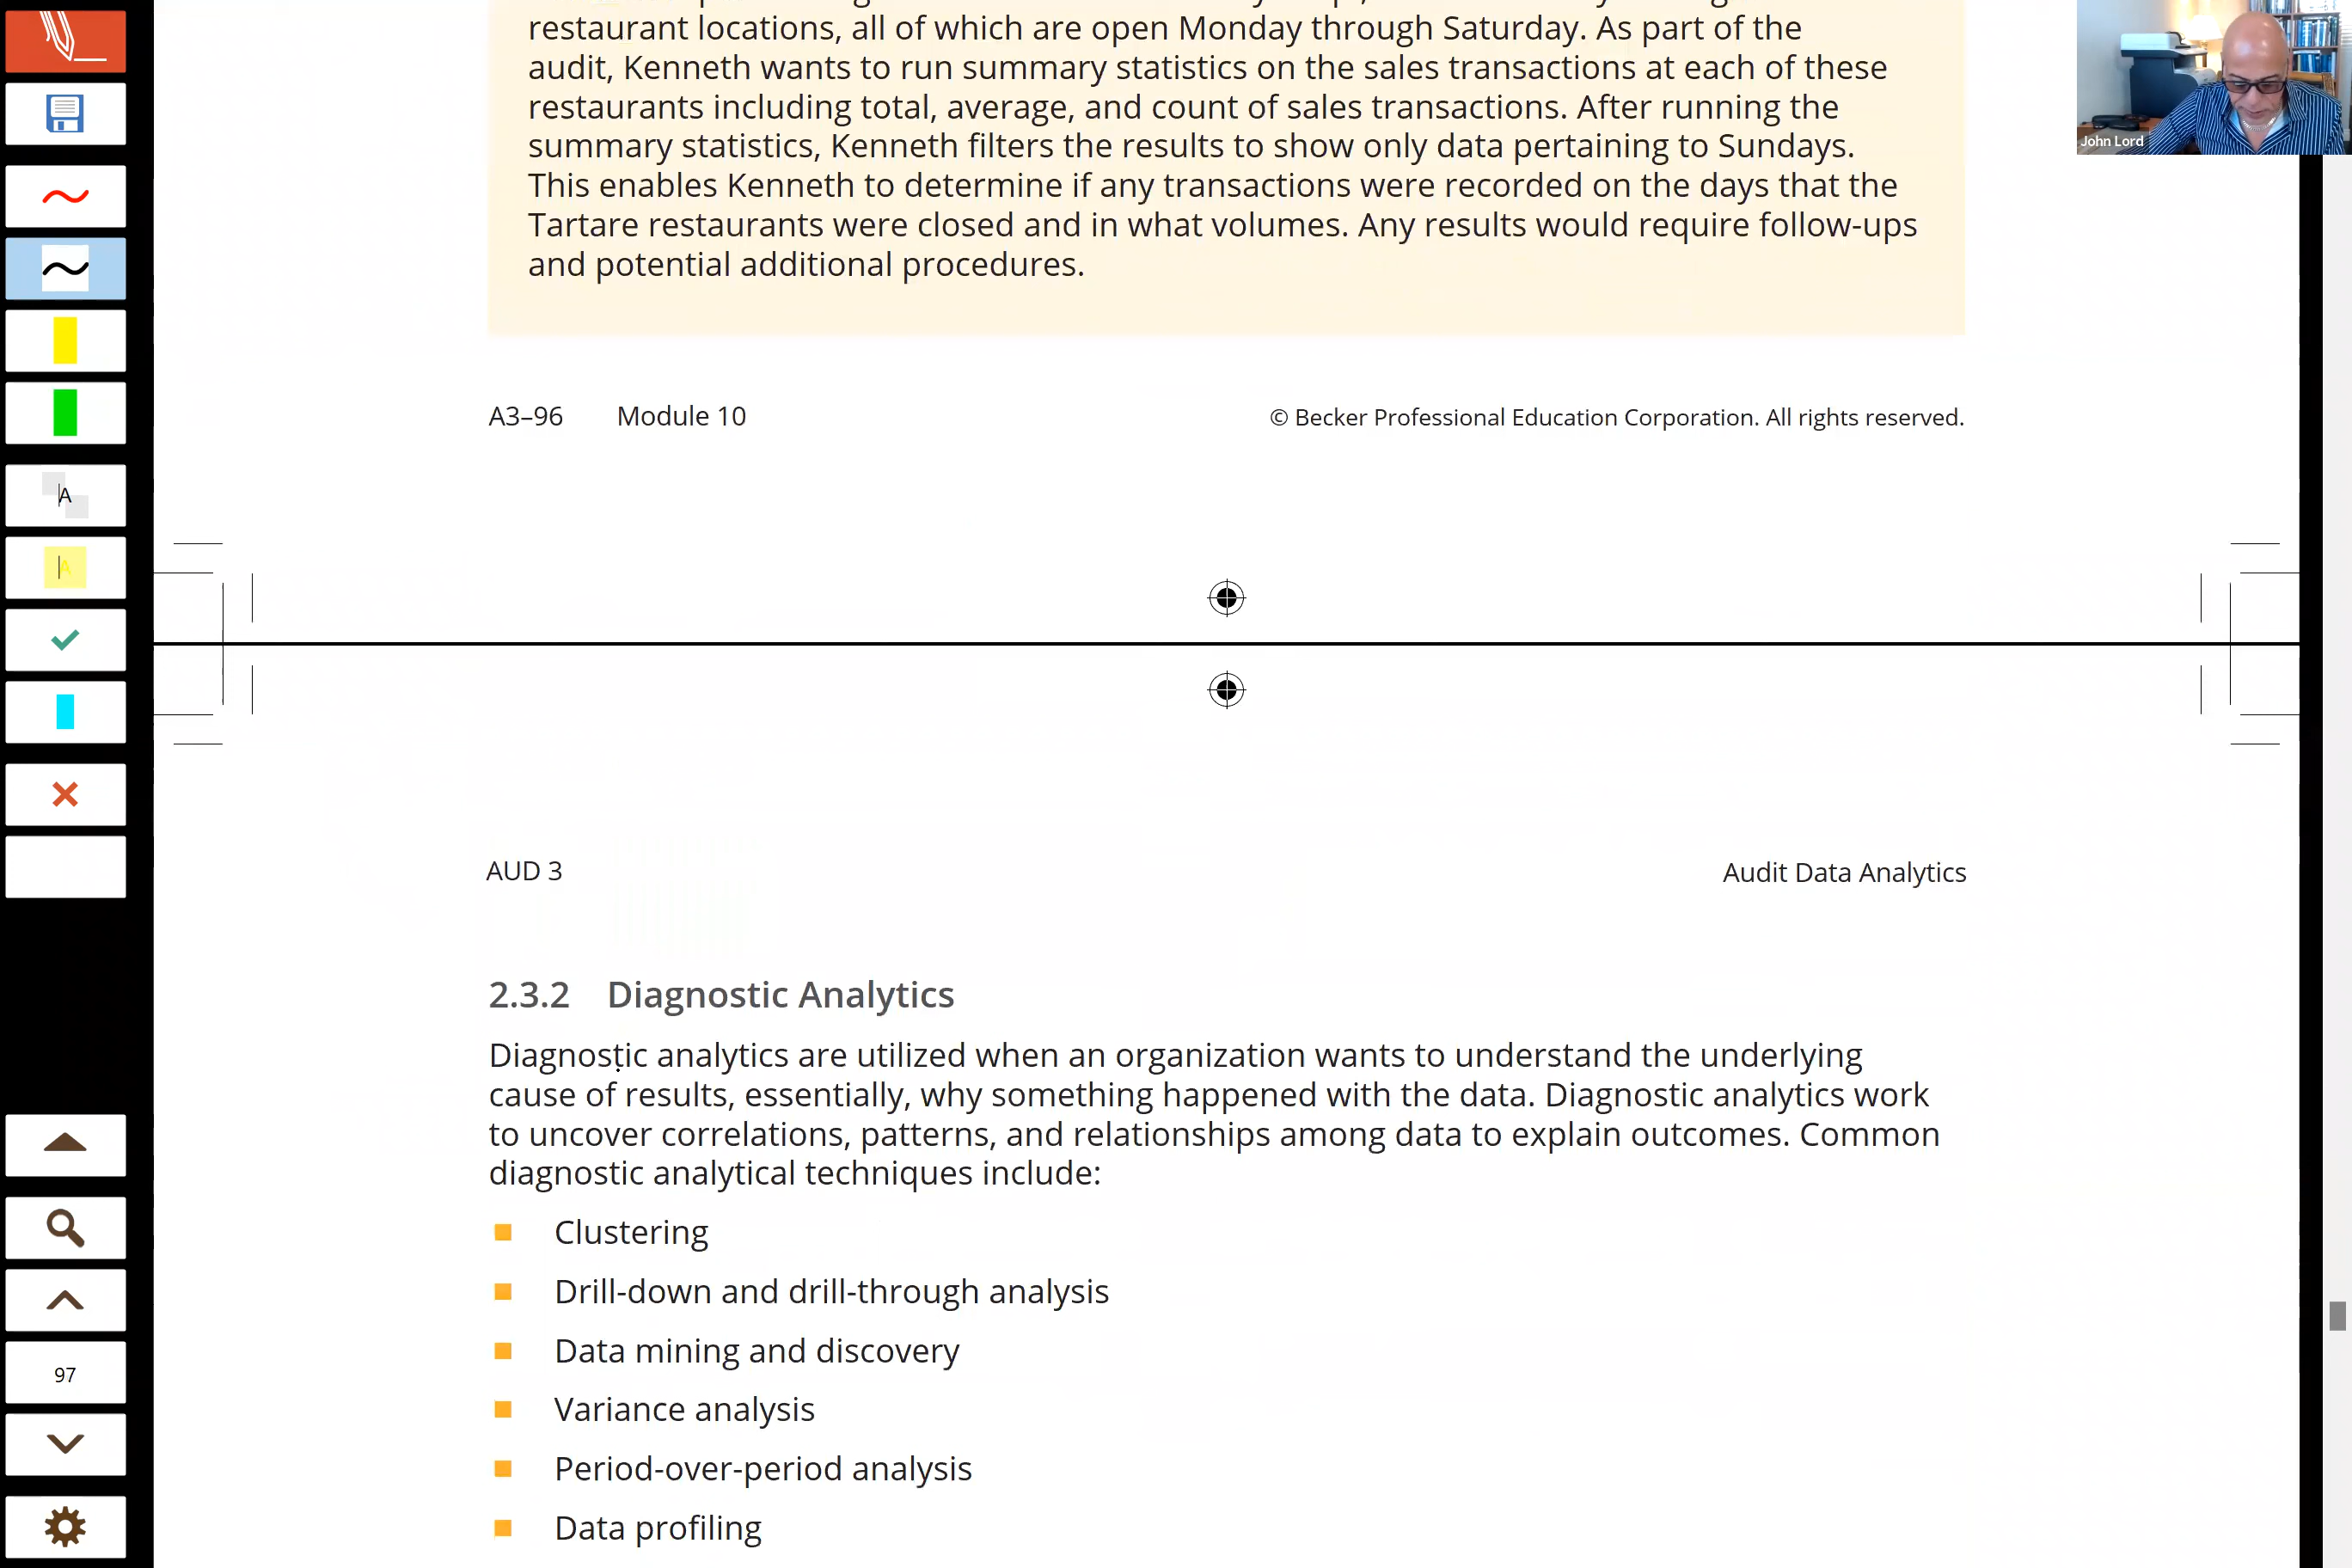 restaurant locations, all of which are open Monday through Saturday. As part of the
audit, Kenneth wants to run summary statistics on the sales transactions at each of these
restaurants including total, average, and count of sales transactions. After running the
summary statistics, Kenneth filters the results to show only data pertaining to Sundays.
This enables Kenneth to determine if any transactions were recorded on the days that the
Tartare restaurants were closed and in what volumes. Any results would require follow-ups
and potential additional procedures.
John Lord
A3–96 Module 10 © Becker Professional Education Corporation. All rights reserved.
A
A
AUD 3 Audit Data Analytics
2.3.2 Diagnostic Analytics
Diagnostic analytics are utilized when an organization wants to understand the underlying
cause of results, essentially, why something happened with the data. Diagnostic analytics work
to uncover correlations, patterns, and relationships among data to explain outcomes. Common
diagnostic analytical techniques include:
Clustering
Drill-down and drill-through analysis
Data mining and discovery
Variance analysis
Period-over-period analysis
Data profiling
97